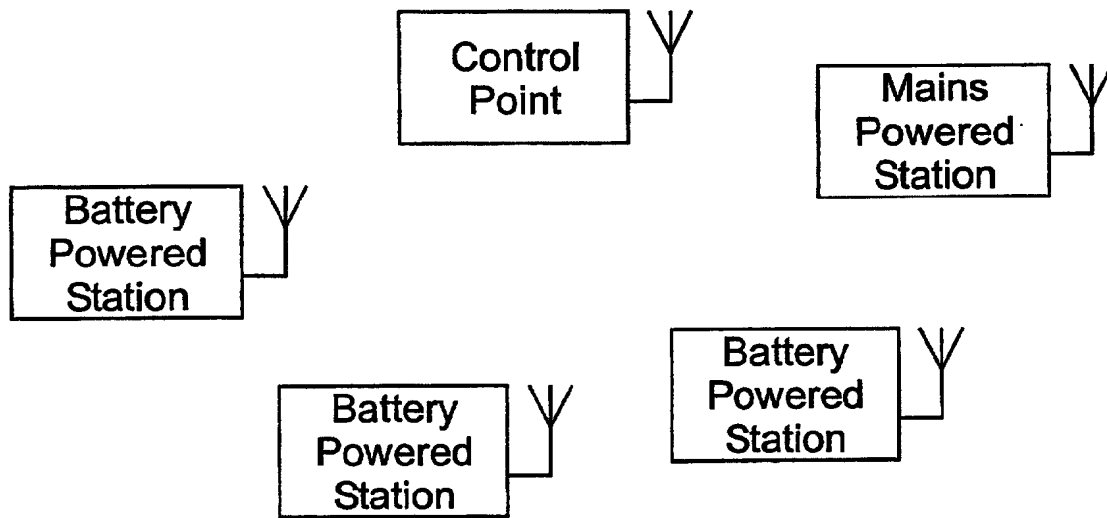 Control
Point
Mains
Powered
Station
Battery
Powered
Station
Battery
Powered
Station
Battery
Powered
Station